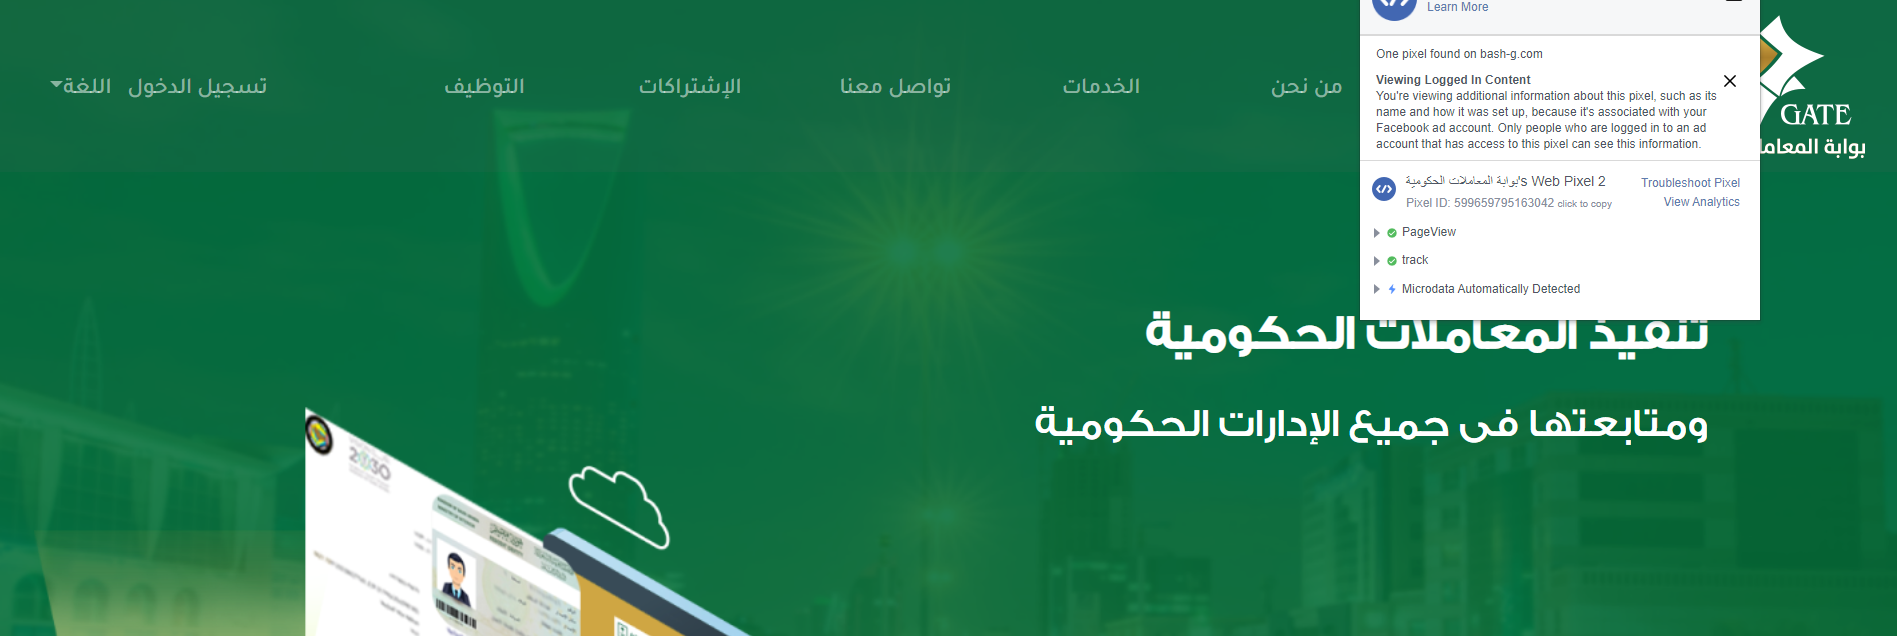 Learn More
One pixel found on bash-g.com
Viewing Logged In Content
You're viewing additional information about this pixel, such as its
name and how it was set up, because it's associated with your
Facebook ad account. Only people who are logged in to an ad
account that has access to this pixel can see this information.
بوابة المعاملات الحكومية's Web Pixel 2
Troubleshoot Pixel
Pixel ID: 599659795163042 click to copy
View Analytics
PageView
track
Microdata Automatically Detected
GATE
بوابة
من نحن
الخدمات
تواصل معنا
الإشتراكات
التوظيف
تسجيل الدخول
اللغة
تنفيذ المعاملات الحكومية
ومتابعتها فى جميع الإدارات الحكومية
2030